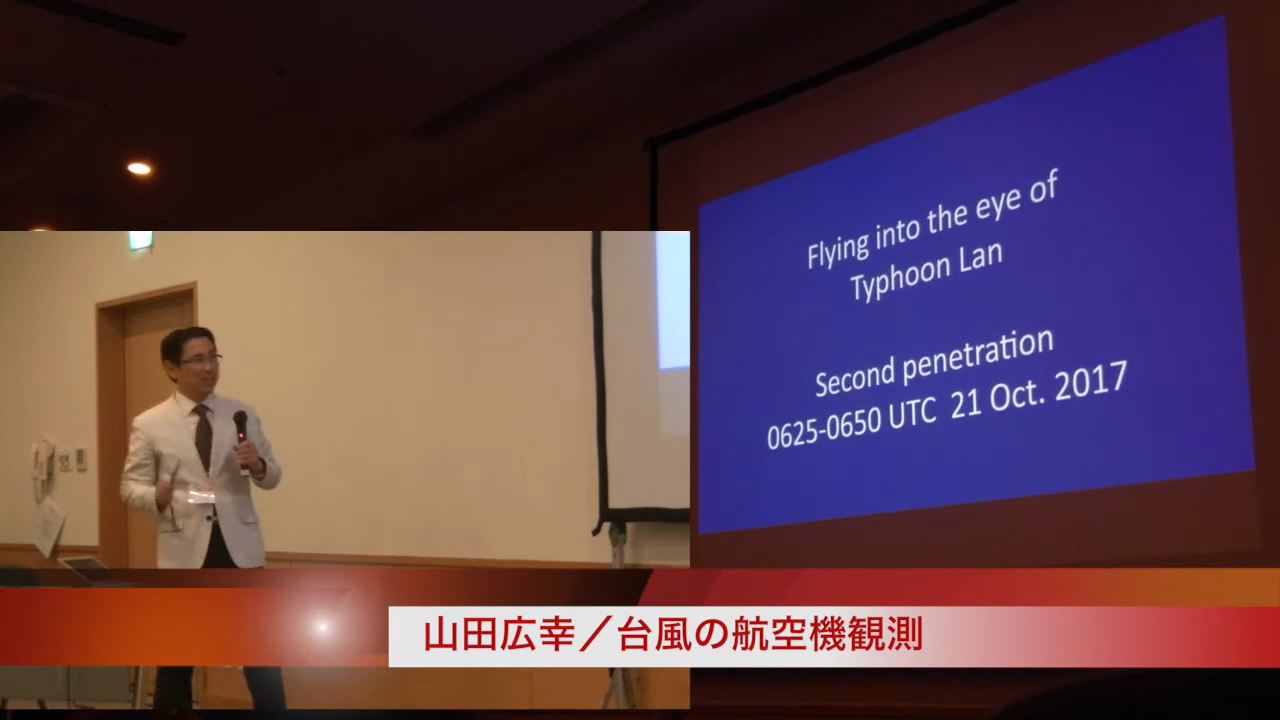 Flying into the eye of
Typhoon Lan
Second penetration
0625-0650 UTC 21 Oct. 2017
山田広幸／台風の航空機観測